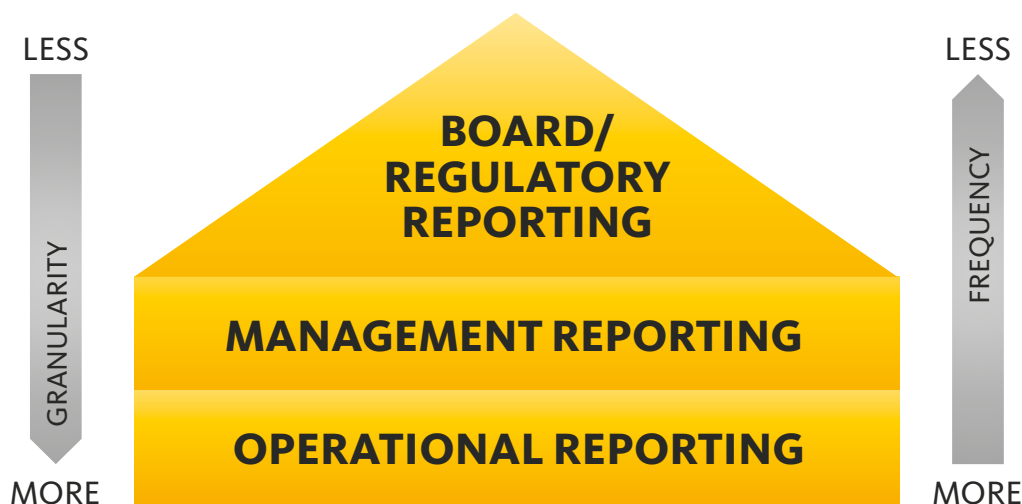 LESS
LESS
BOARD/
REGULATORY
REPORTING
GRANULARITY
FREQUENCY
MANAGEMENT REPORTING
OPERATIONAL REPORTING
MORE
MORE